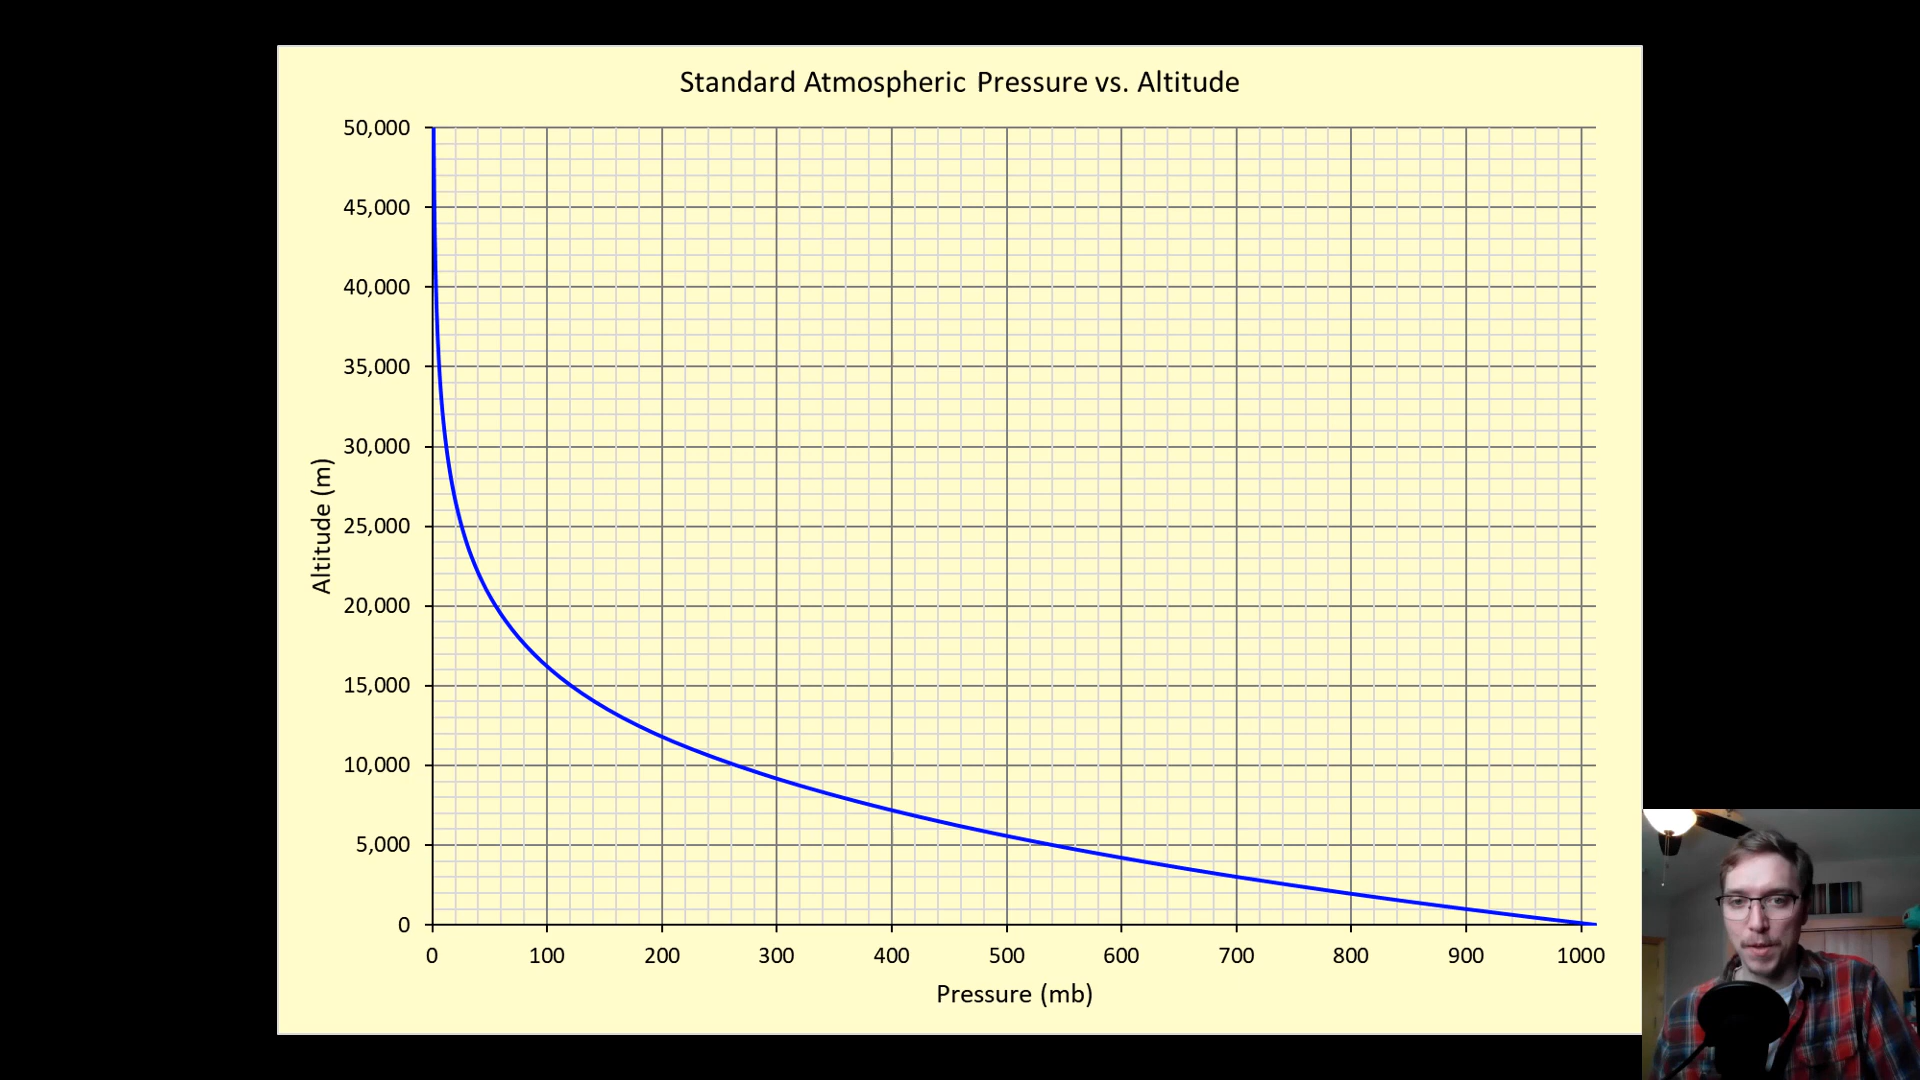 Standard Atmospheric Pressure vs. Altitude
50,000
45,000
40,000
35,000
30,000
25,000
20,000
15,000
10,000
5,000
0
Altitude (m)
0 100 200 300 400 500 600 700 800 900 1000
Pressure (mb)